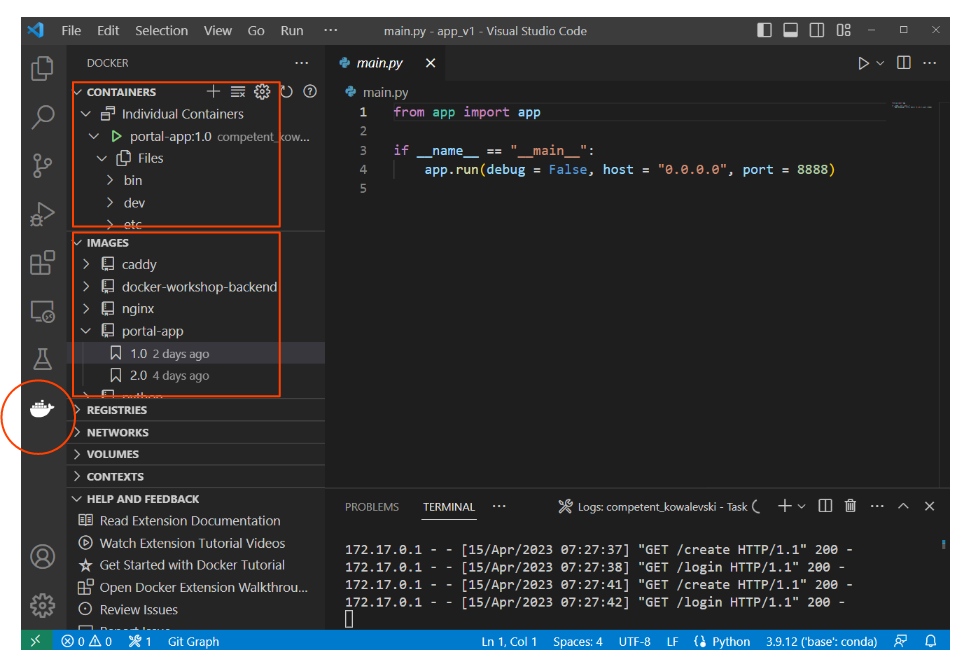 File Edit Selection View Go Run ··· main.py - app_v1 - Visual Studio Code
DOCKER ···
CONTAINERS
Individual Containers
portal-app:1.0 competent_kow...
Files
bin
dev
etc
IMAGES
caddy
docker-workshop-backend
nginx
portal-app
1.0 2 days ago
2.0 4 days ago
python
REGISTRIES
NETWORKS
VOLUMES
CONTEXTS
HELP AND FEEDBACK
Read Extension Documentation
Watch Extension Tutorial Videos
Get Started with Docker Tutorial
Open Docker Extension Walkthrou...
Review Issues
Report Issue
main.py
main.py
1 from app import app
2
3 if __name__ == "__main__":
4 app.run(debug = False, host = "0.0.0.0", port = 8888)
5
PROBLEMS TERMINAL ··· Logs: competent_kowalevski - Task
172.17.0.1 - - [15/Apr/2023 07:27:37] "GET /create HTTP/1.1" 200 -
172.17.0.1 - - [15/Apr/2023 07:27:38] "GET /login HTTP/1.1" 200 -
172.17.0.1 - - [15/Apr/2023 07:27:41] "GET /create HTTP/1.1" 200 -
172.17.0.1 - - [15/Apr/2023 07:27:42] "GET /login HTTP/1.1" 200 -
0 0 1 Git Graph Ln 1, Col 1 Spaces: 4 UTF-8 LF Python 3.9.12 ('base': conda)